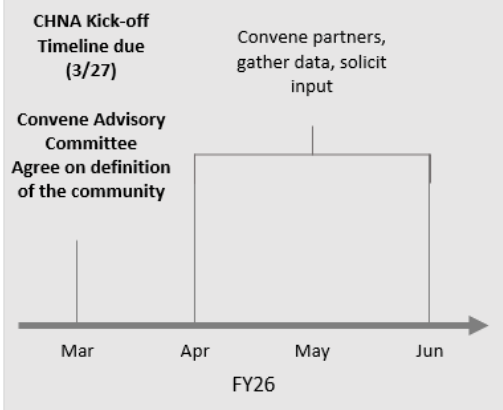 CHNA Kick-off
Timeline due
(3/27)
Convene Advisory
Committee
Agree on definition
of the community
Convene partners,
gather data, solicit
input
Mar
Apr
May
Jun
FY26